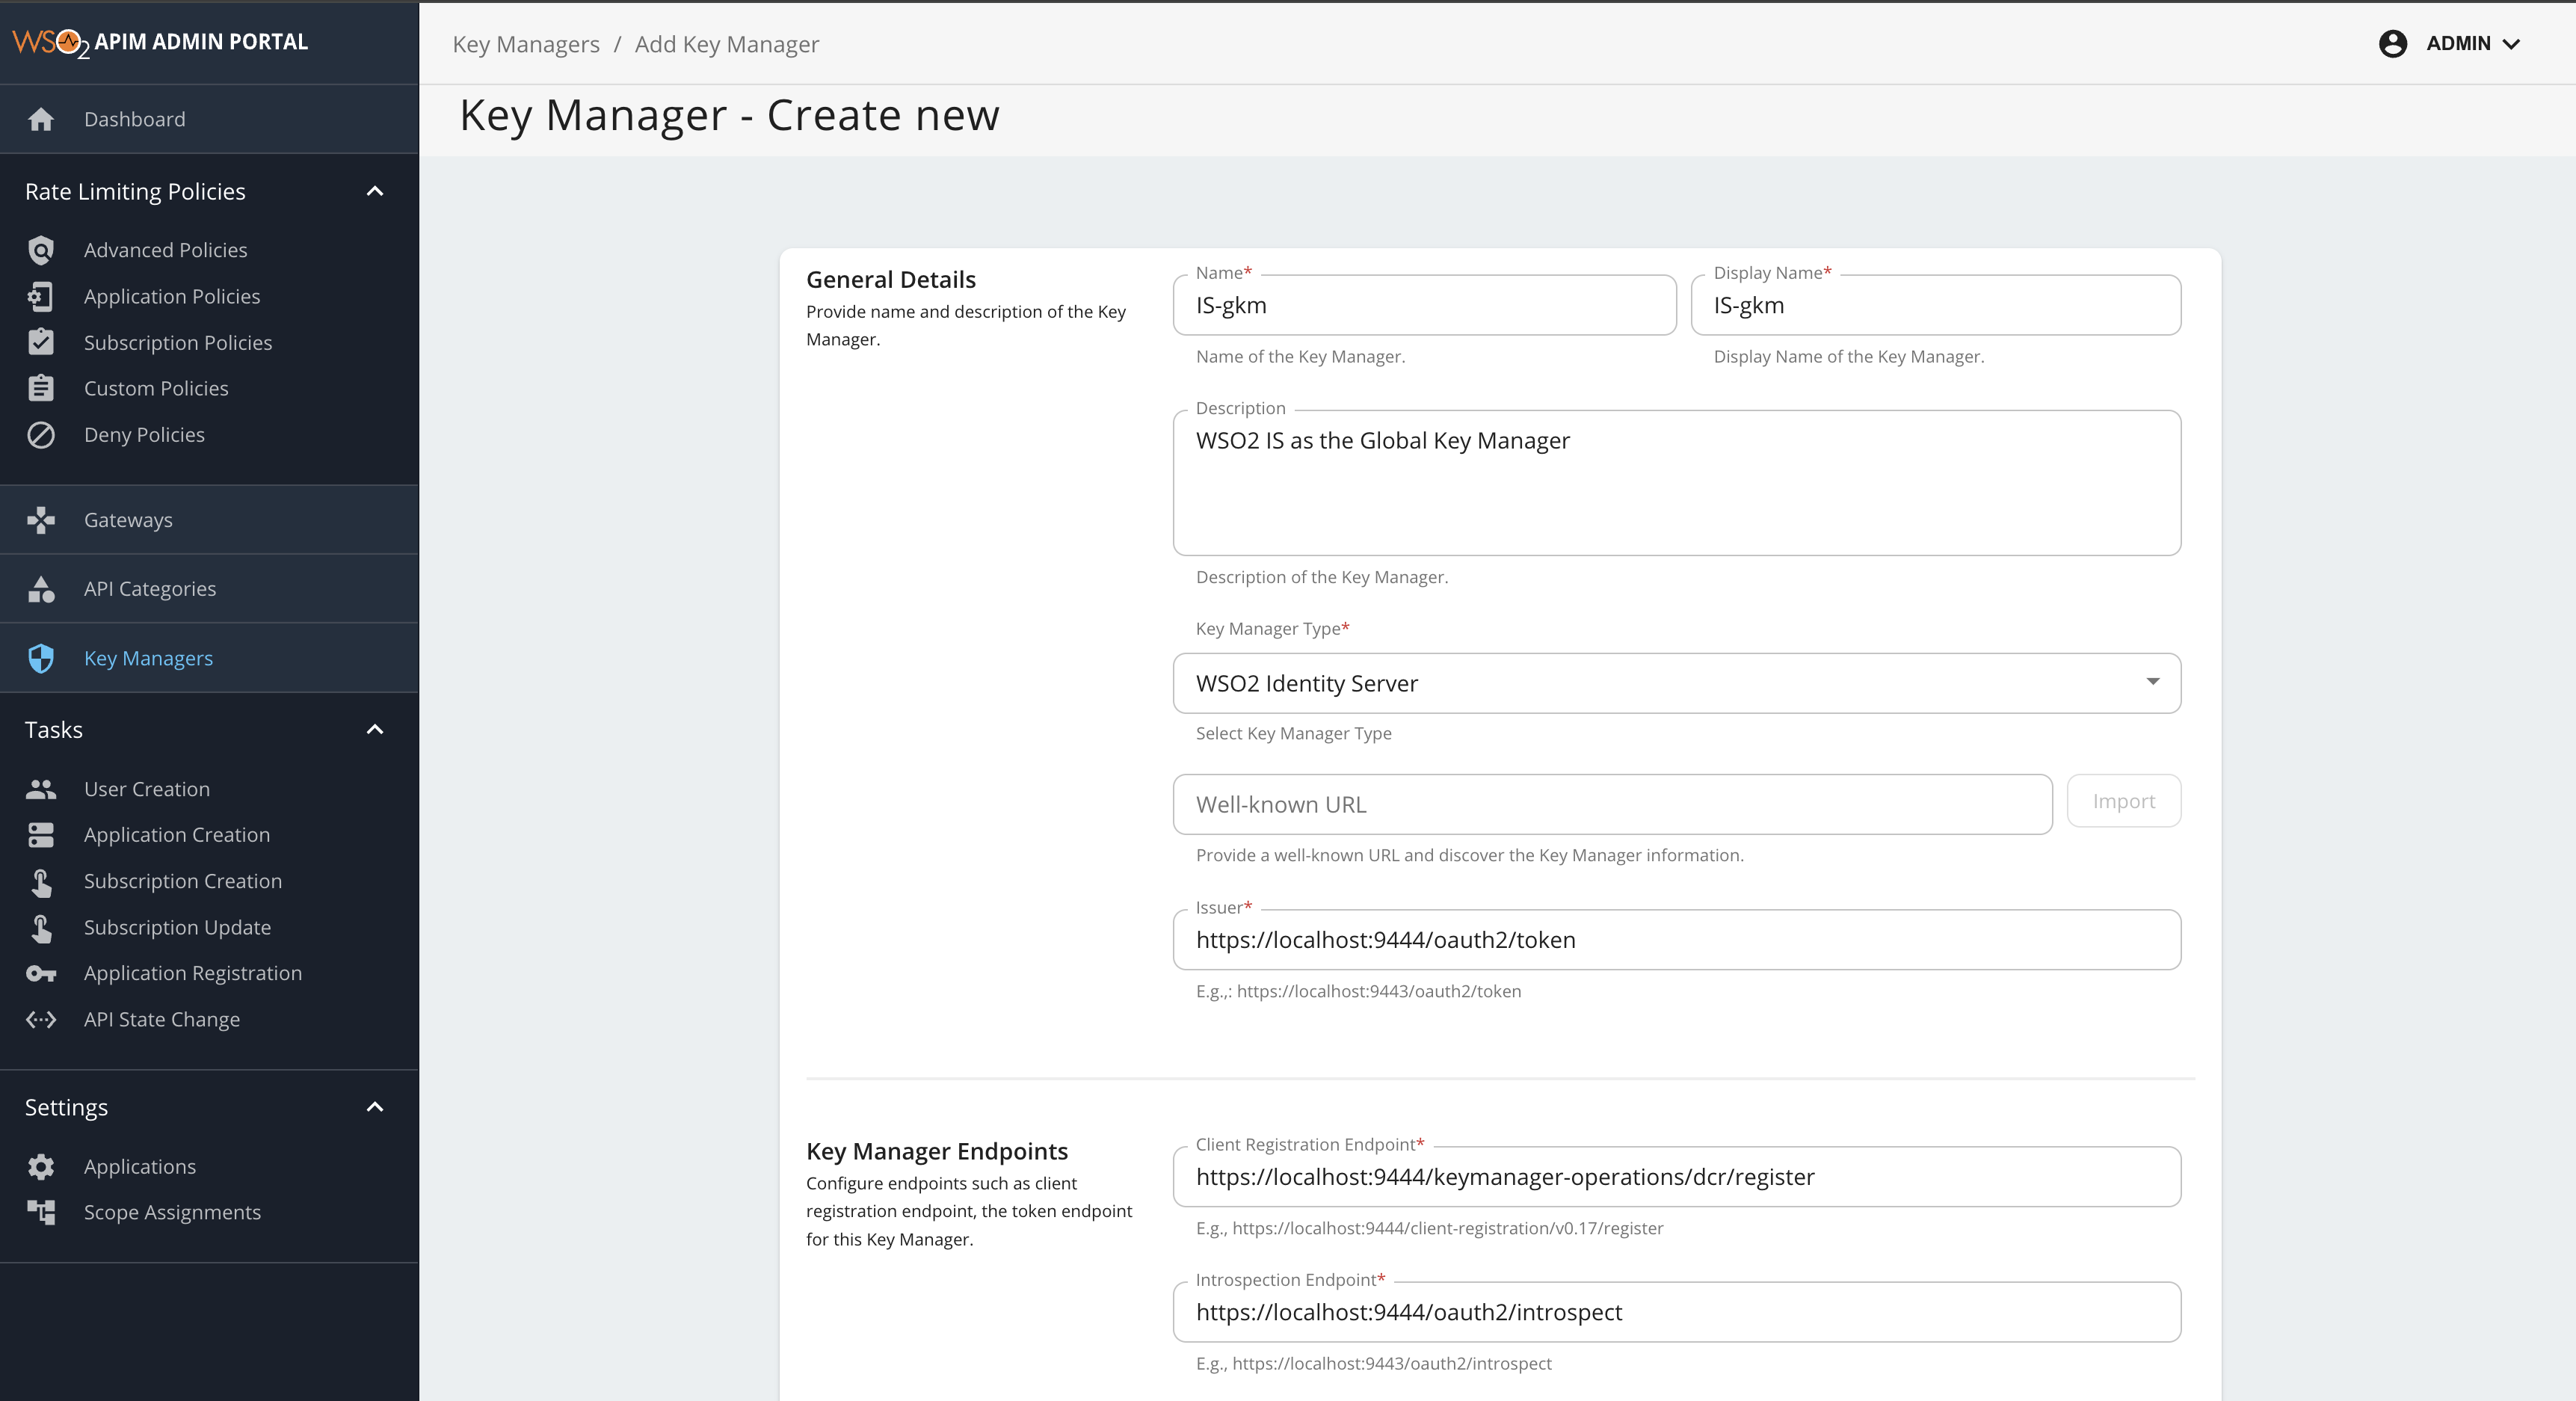 WSO2 APIM ADMIN PORTAL
Dashboard
Rate Limiting Policies
Advanced Policies
Application Policies
Subscription Policies
Custom Policies
Deny Policies
Gateways
API Categories
Key Managers
Tasks
User Creation
Application Creation
Subscription Creation
Subscription Update
Application Registration
API State Change
Settings
Applications
Scope Assignments
Key Managers / Add Key Manager
ADMIN
Key Manager - Create new
General Details
Provide name and description of the Key
Manager.
Name*
IS-gkm
Name of the Key Manager.
Display Name*
IS-gkm
Display Name of the Key Manager.
Description
WSO2 IS as the Global Key Manager
Description of the Key Manager.
Key Manager Type*
WSO2 Identity Server
Select Key Manager Type
Well-known URL
Import
Provide a well-known URL and discover the Key Manager information.
Issuer*
https://localhost:9444/oauth2/token
E.g.,: https://localhost:9443/oauth2/token
Key Manager Endpoints
Configure endpoints such as client
registration endpoint, the token endpoint
for this Key Manager.
Client Registration Endpoint*
https://localhost:9444/keymanager-operations/dcr/register
E.g., https://localhost:9444/client-registration/v0.17/register
Introspection Endpoint*
https://localhost:9444/oauth2/introspect
E.g., https://localhost:9443/oauth2/introspect